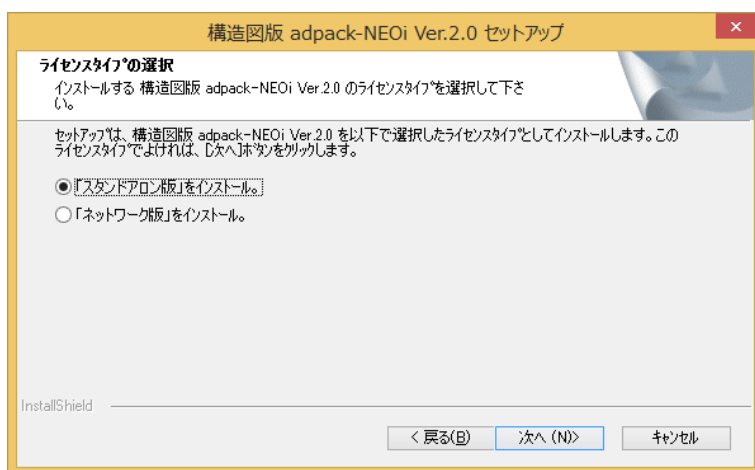 構造図版 adpack-NEOi Ver.2.0 セットアップ
ライセンスタイプの選択
インストールする 構造図版 adpack-NEOi Ver.2.0 のライセンスタイプを選択して下さ
い。
セットアップは、構造図版 adpack-NEOi Ver.2.0 を以下で選択したライセンスタイプとしてインストールします。この
ライセンスタイプでよければ、[次へ]ボタンをクリックします。
「スタンドアロン版」をインストール。
「ネットワーク版」をインストール。
InstallShield
< 戻る(B) 次へ (N)> キャンセル